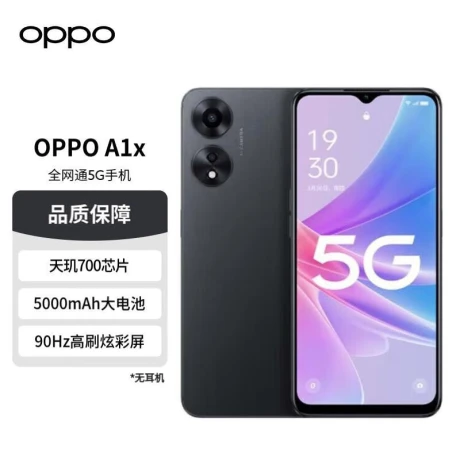 oppo
OPPO A1x
全网通5G手机
品质保障
天玑700芯片
5000mAh大电池
90Hz高刷炫彩屏
*无耳机
19
30
5G